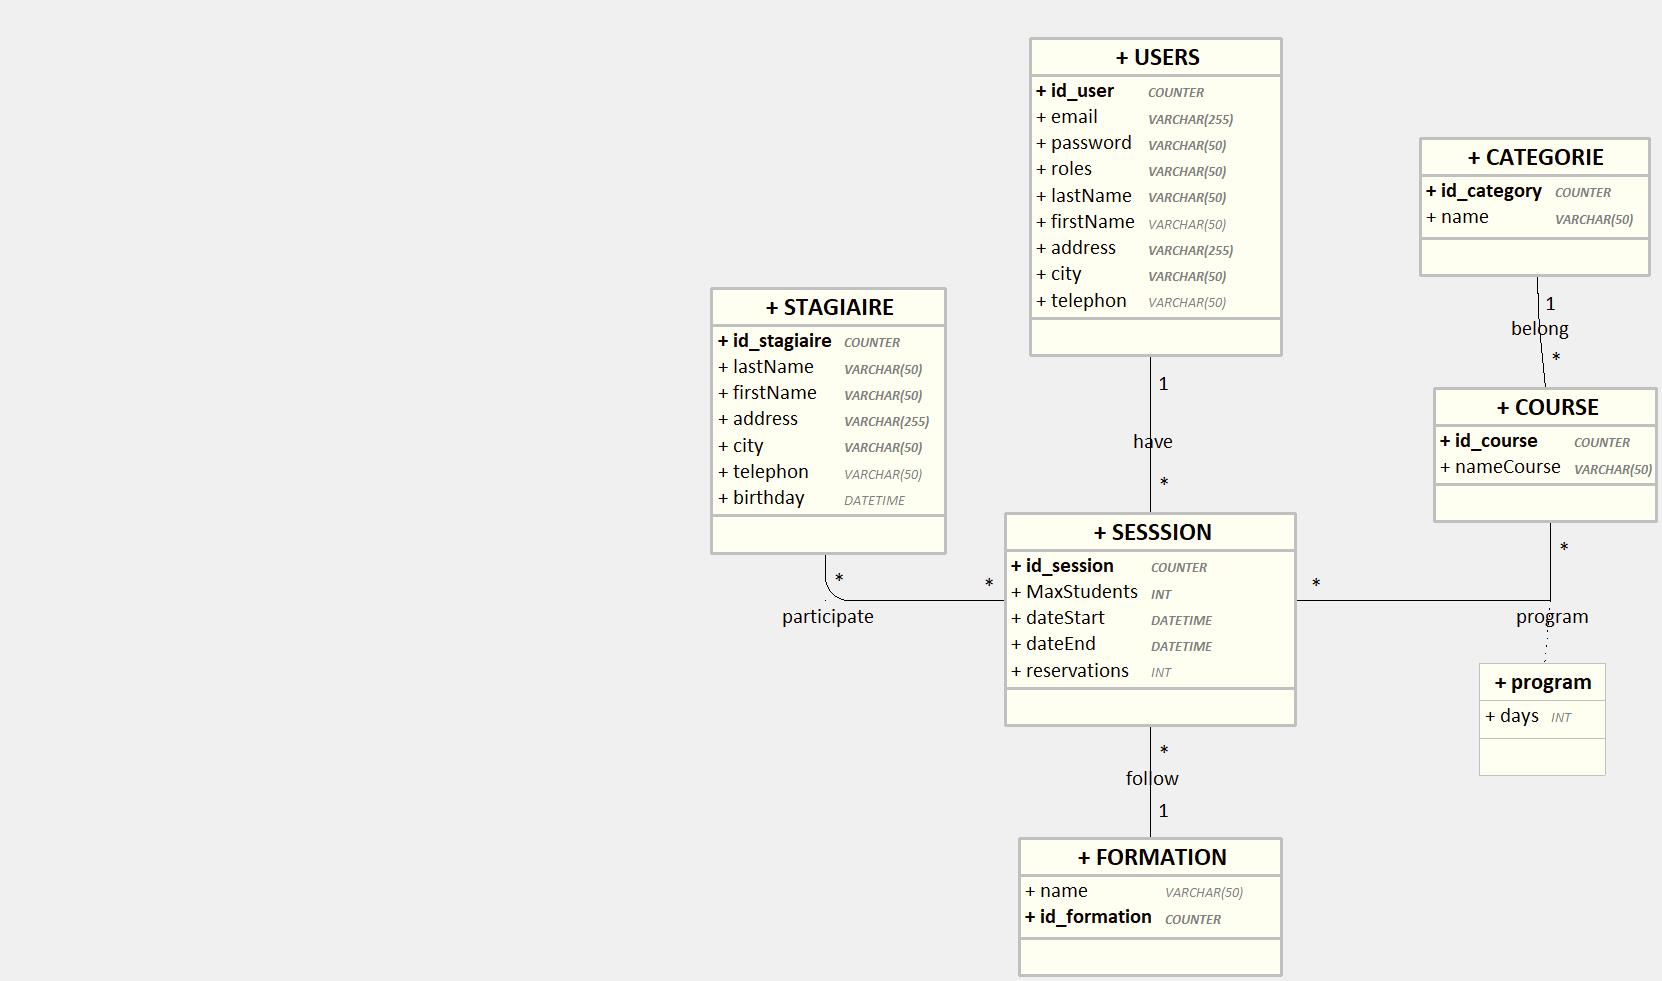 + USERS
+ id_user COUNTER
+ email VARCHAR(255)
+ password VARCHAR(50)
+ roles VARCHAR(50)
+ lastName VARCHAR(50)
+ firstName VARCHAR(50)
+ address VARCHAR(255)
+ city VARCHAR(50)
+ telephon VARCHAR(50)
+ CATEGORIE
+ id_category COUNTER
+ name VARCHAR(50)
1
belong
*
+ STAGIAIRE
+ id_stagiaire COUNTER
+ lastName VARCHAR(50)
+ firstName VARCHAR(50)
+ address VARCHAR(255)
+ city VARCHAR(50)
+ telephon VARCHAR(50)
+ birthday DATETIME
1
have
*
+ COURSE
+ id_course COUNTER
+ nameCourse VARCHAR(50)
*
*
participate
*
+ SESSSION
+ id_session COUNTER
+ MaxStudents INT
+ dateStart DATETIME
+ dateEnd DATETIME
+ reservations INT
*
program
+ program
+ days INT
*
follow
1
+ FORMATION
+ name VARCHAR(50)
+ id_formation COUNTER